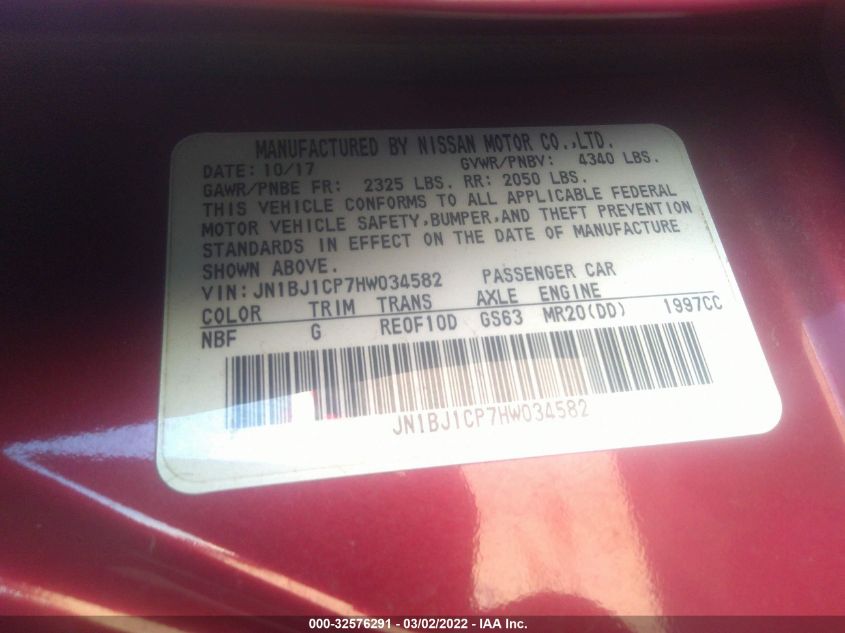 MANUFACTURED BY NISSAN MOTOR CO.,LTD.
DATE: 10/17 GVWR/PNBV: 4340 LBS.
GAWR/PNBE FR: 2325 LBS. RR: 2050 LBS.
THIS VEHICLE CONFORMS TO ALL APPLICABLE FEDERAL
MOTOR VEHICLE SAFETY,BUMPER,AND THEFT PREVENTION
STANDARDS IN EFFECT ON THE DATE OF MANUFACTURE
SHOWN ABOVE.
VIN: JN1BJ1CP7HW034582 PASSENGER CAR
COLOR TRIM TRANS AXLE ENGINE
NBF G RE0F10D GS63 MR20(DD) 1997CC
JN1BJ1CP7HW034582
000-32576291 - 03/02/2022 - IAA Inc.